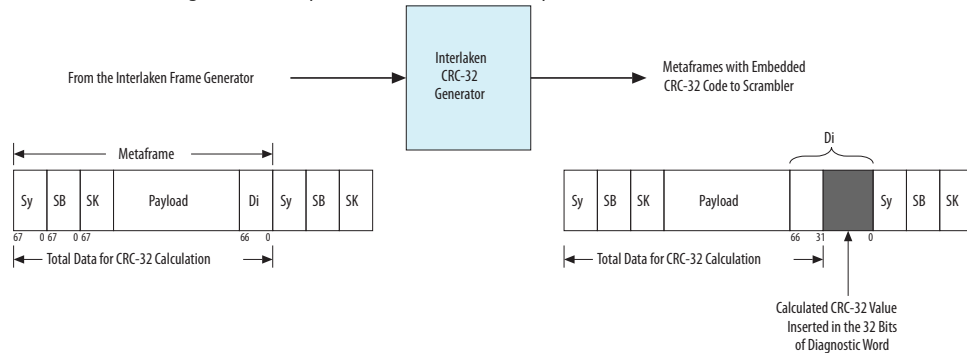 Interlaken
CRC-32
Generator
From the Interlaken Frame Generator
Metaframes with Embedded
CRC-32 Code to Scrambler
Metaframe
Sy SB SK Payload Di Sy SB SK
67 0 67 0 67 66 0
Total Data for CRC-32 Calculation
Di
Sy SB SK Payload Sy SB SK
66 31 0
Total Data for CRC-32 Calculation
Calculated CRC-32 Value
Inserted in the 32 Bits
of Diagnostic Word